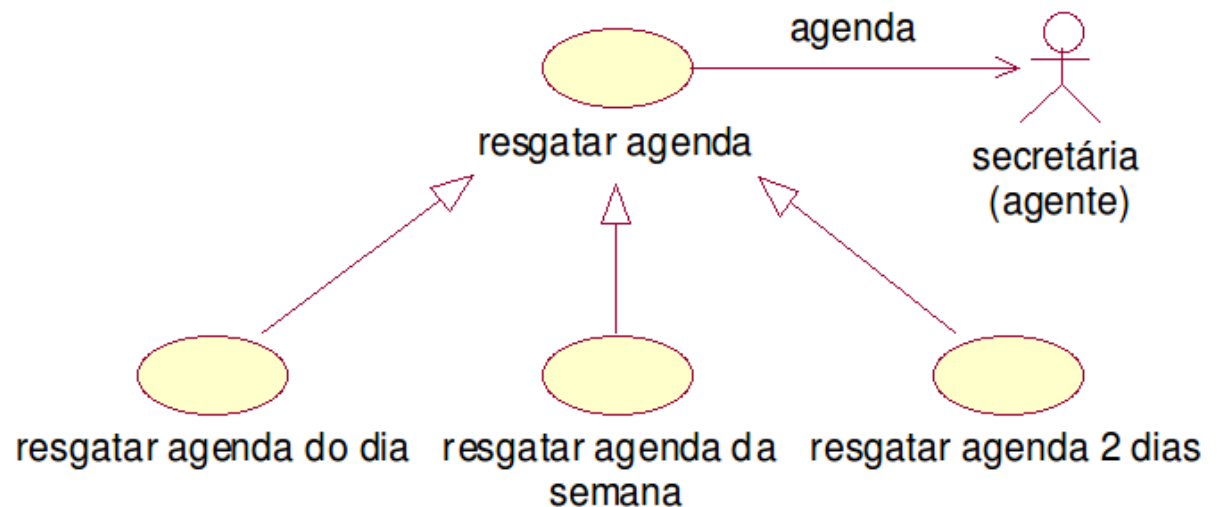 agenda
resgatar agenda
secretária
(agente)
resgatar agenda do dia
resgatar agenda da
semana
resgatar agenda 2 dias